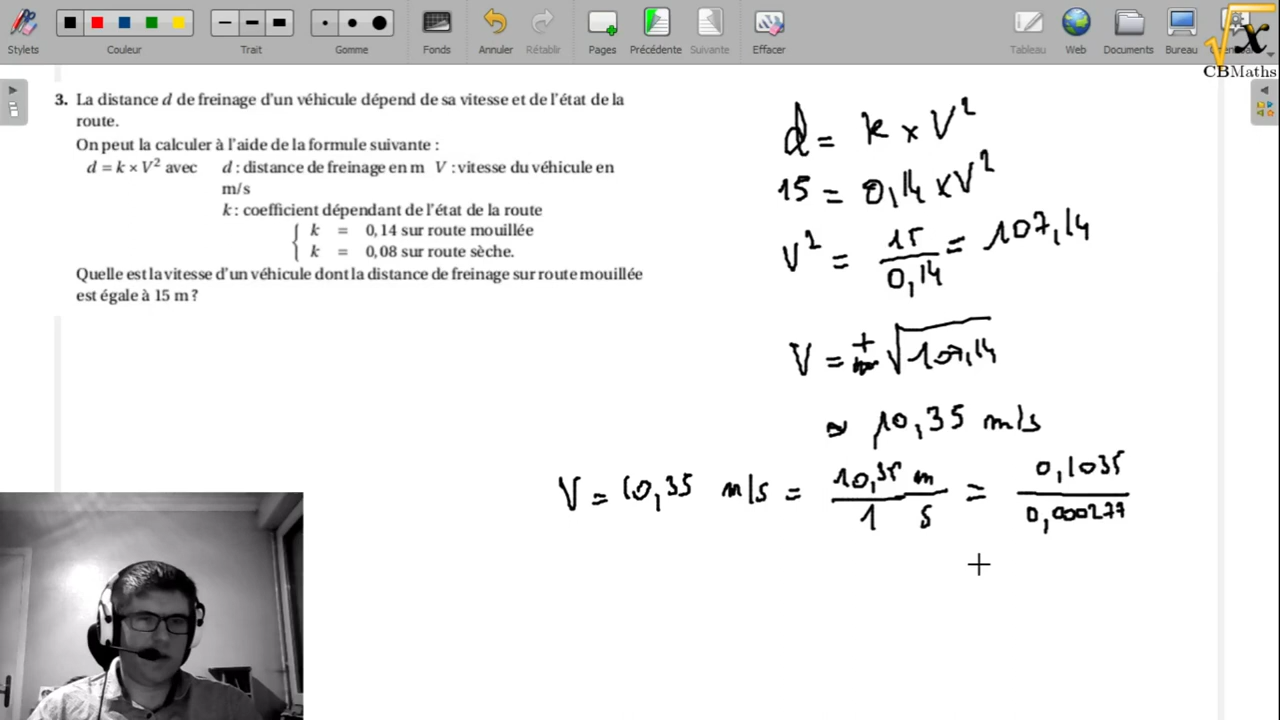 Stylets
Couleur
Trait
Gomme
Fonds
Annuler
Rétablir
Pages
Précédente
Suivante
Effacer
Tableau
Web
Documents
Bureau
CBMaths
3. La distance d de freinage d'un véhicule dépend de sa vitesse et de l'état de la
route.
On peut la calculer à l'aide de la formule suivante :
d = k × V² avec d : distance de freinage en m V : vitesse du véhicule en
m/s
k : coefficient dépendant de l'état de la route
{ k = 0,14 sur route mouillée
k = 0,08 sur route sèche.
Quelle est la vitesse d'un véhicule dont la distance de freinage sur route mouillée
est égale à 15 m ?
d = k × V²
15 = 0,14 × V²
V² = 15/0,14 = 107,14
V = + √107,14
≈ 10,35 m/s
V = 10,35 m/s = 10,35 m / 1 s = 0,1035 / 0,000277